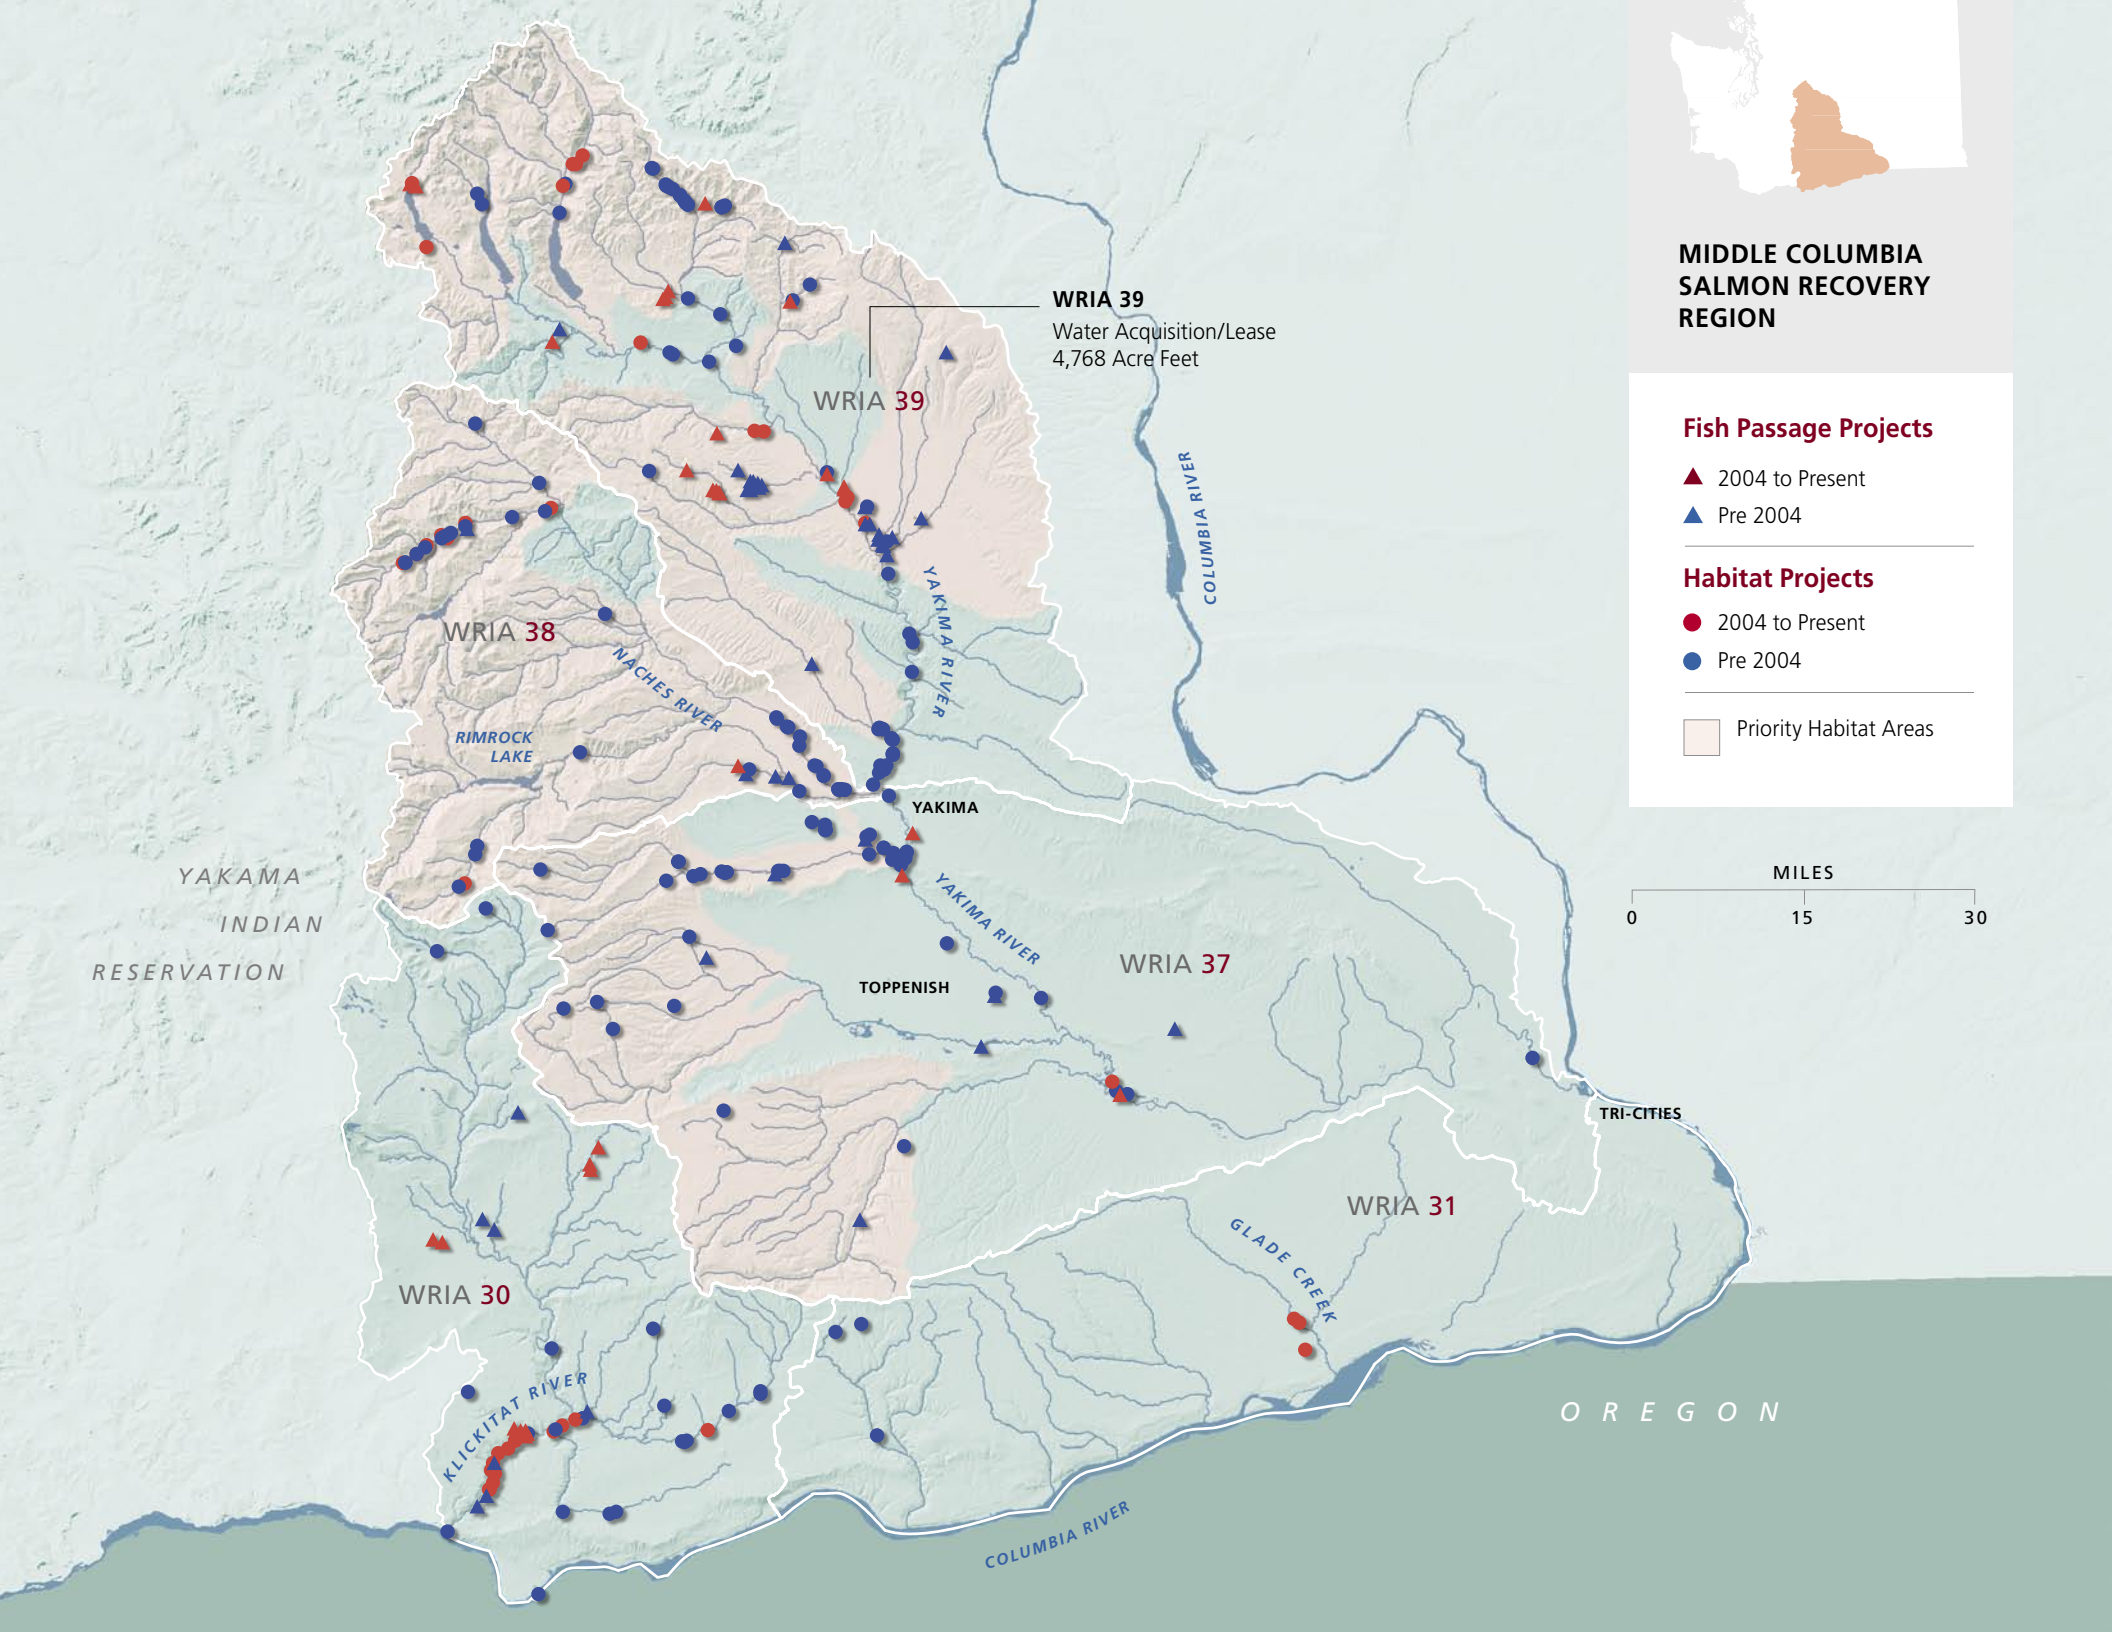 MIDDLE COLUMBIA
SALMON RECOVERY
REGION
Fish Passage Projects
2004 to Present
Pre 2004
Habitat Projects
2004 to Present
Pre 2004
Priority Habitat Areas
MILES
0 15 30
WRIA 39
Water Acquisition/Lease
4,768 Acre Feet
WRIA 39
COLUMBIA RIVER
YAKIMA RIVER
WRIA 38
NACHES RIVER
RIMROCK
LAKE
YAKIMA
YAKAMA
INDIAN
RESERVATION
YAKIMA RIVER
WRIA 37
TOPPENISH
TRI-CITIES
WRIA 31
GLADE CREEK
WRIA 30
KLICKITAT RIVER
OREGON
COLUMBIA RIVER